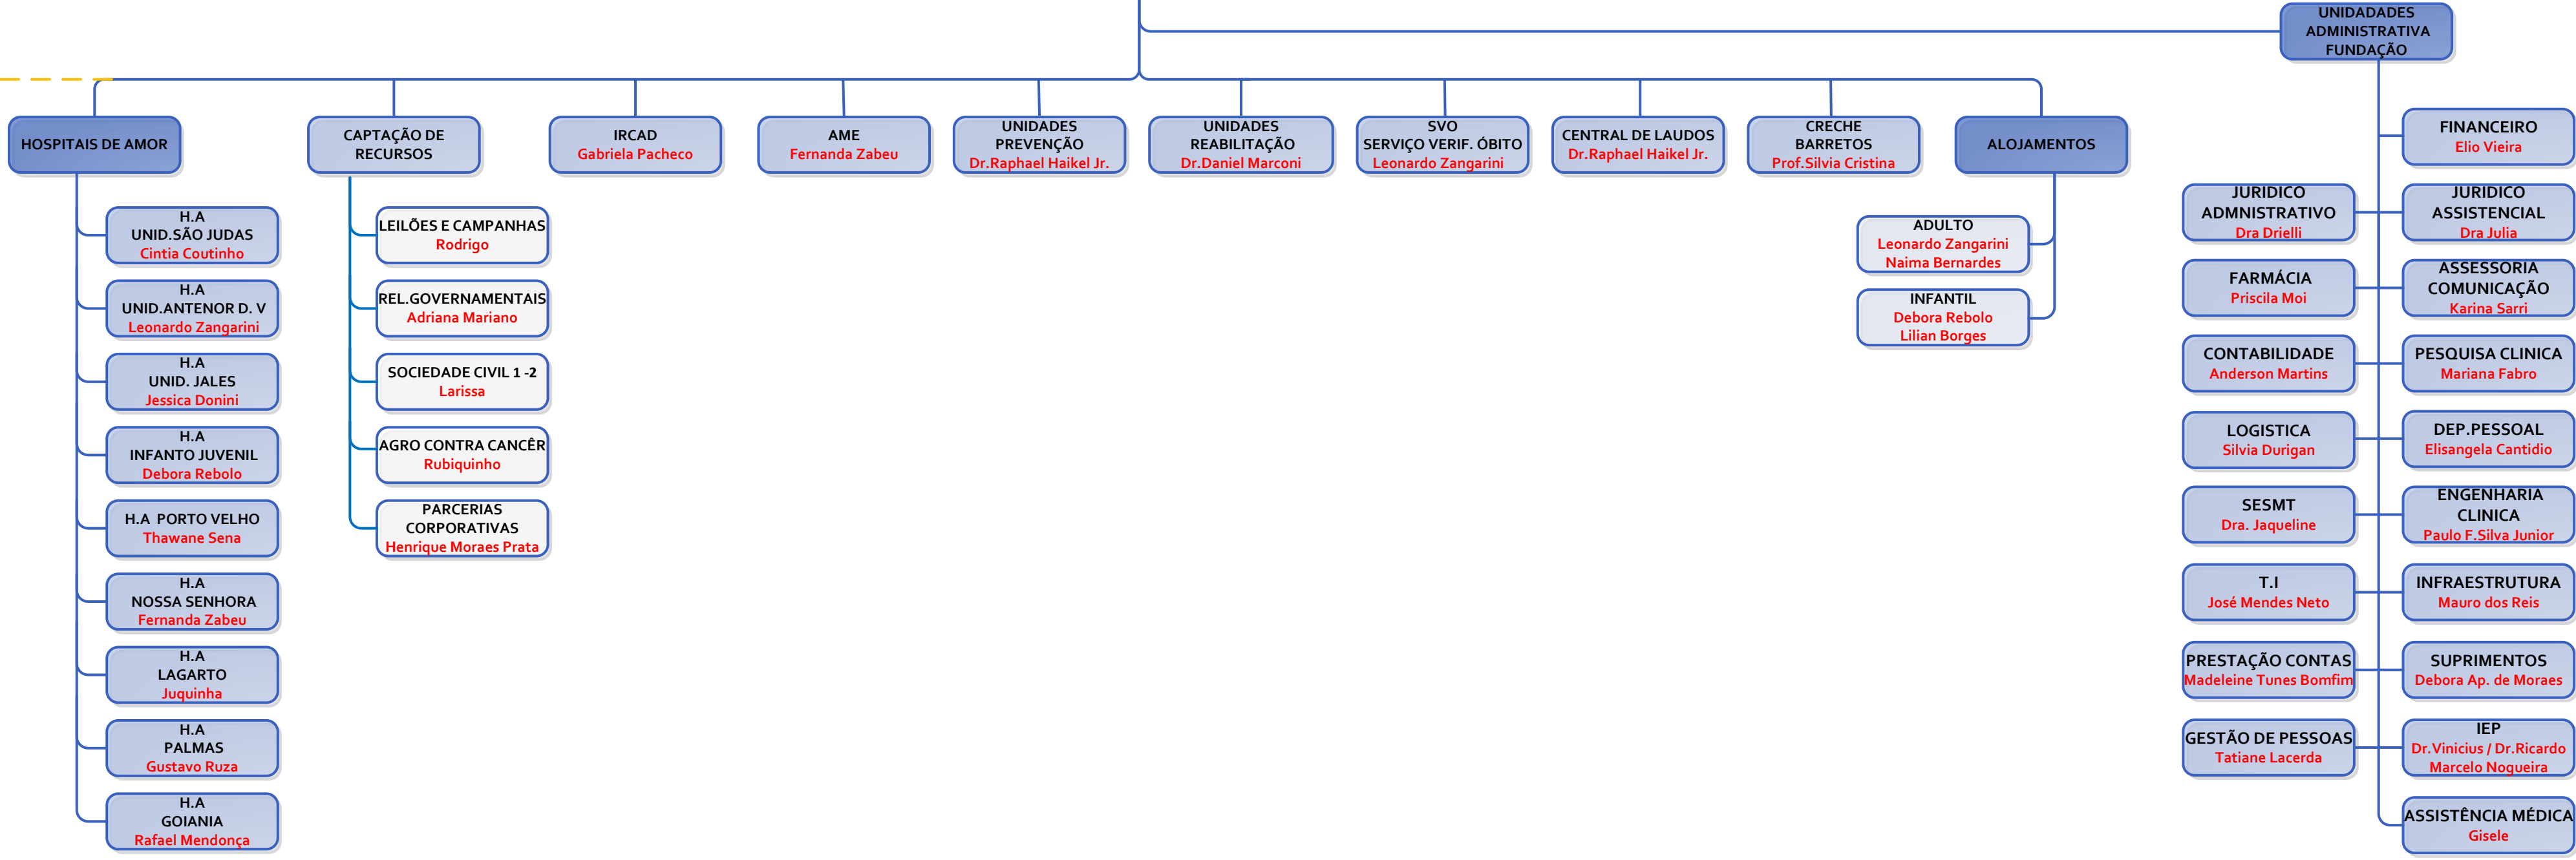 UNIDADADES
ADMINISTRATIVA
FUNDAÇÃO
HOSPITAIS DE AMOR
CAPTAÇÃO DE
RECURSOS
IRCAD
Gabriela Pacheco
AME
Fernanda Zabeu
UNIDADES
PREVENÇÃO
Dr.Raphael Haikel Jr.
UNIDADES
REABILITAÇÃO
Dr.Daniel Marconi
SVO
SERVIÇO VERIF. ÓBITO
Leonardo Zangarini
CENTRAL DE LAUDOS
Dr.Raphael Haikel Jr.
CRECHE
BARRETOS
Prof.Silvia Cristina
ALOJAMENTOS
H.A
UNID.SÃO JUDAS
Cintia Coutinho
H.A
UNID.ANTENOR D. V
Leonardo Zangarini
H.A
UNID. JALES
Jessica Donini
H.A
INFANTO JUVENIL
Debora Rebolo
H.A PORTO VELHO
Thawane Sena
H.A
NOSSA SENHORA
Fernanda Zabeu
H.A
LAGARTO
Juquinha
H.A
PALMAS
Gustavo Ruza
H.A
GOIANIA
Rafael Mendonça
LEILÕES E CAMPANHAS
Rodrigo
REL.GOVERNAMENTAIS
Adriana Mariano
SOCIEDADE CIVIL 1 -2
Larissa
AGRO CONTRA CANCÊR
Rubiquinho
PARCERIAS
CORPORATIVAS
Henrique Moraes Prata
ADULTO
Leonardo Zangarini
Naima Bernardes
INFANTIL
Debora Rebolo
Lilian Borges
FINANCEIRO
Elio Vieira
JURIDICO
ADMNISTRATIVO
Dra Drielli
JURIDICO
ASSISTENCIAL
Dra Julia
FARMÁCIA
Priscila Moi
ASSESSORIA
COMUNICAÇÃO
Karina Sarri
CONTABILIDADE
Anderson Martins
PESQUISA CLINICA
Mariana Fabro
LOGISTICA
Silvia Durigan
DEP.PESSOAL
Elisangela Cantidio
SESMT
Dra. Jaqueline
ENGENHARIA
CLINICA
Paulo F.Silva Junior
T.I
José Mendes Neto
INFRAESTRUTURA
Mauro dos Reis
PRESTAÇÃO CONTAS
Madeleine Tunes Bomfim
SUPRIMENTOS
Debora Ap. de Moraes
GESTÃO DE PESSOAS
Tatiane Lacerda
IEP
Dr.Vinicius / Dr.Ricardo
Marcelo Nogueira
ASSISTÊNCIA MÉDICA
Gisele